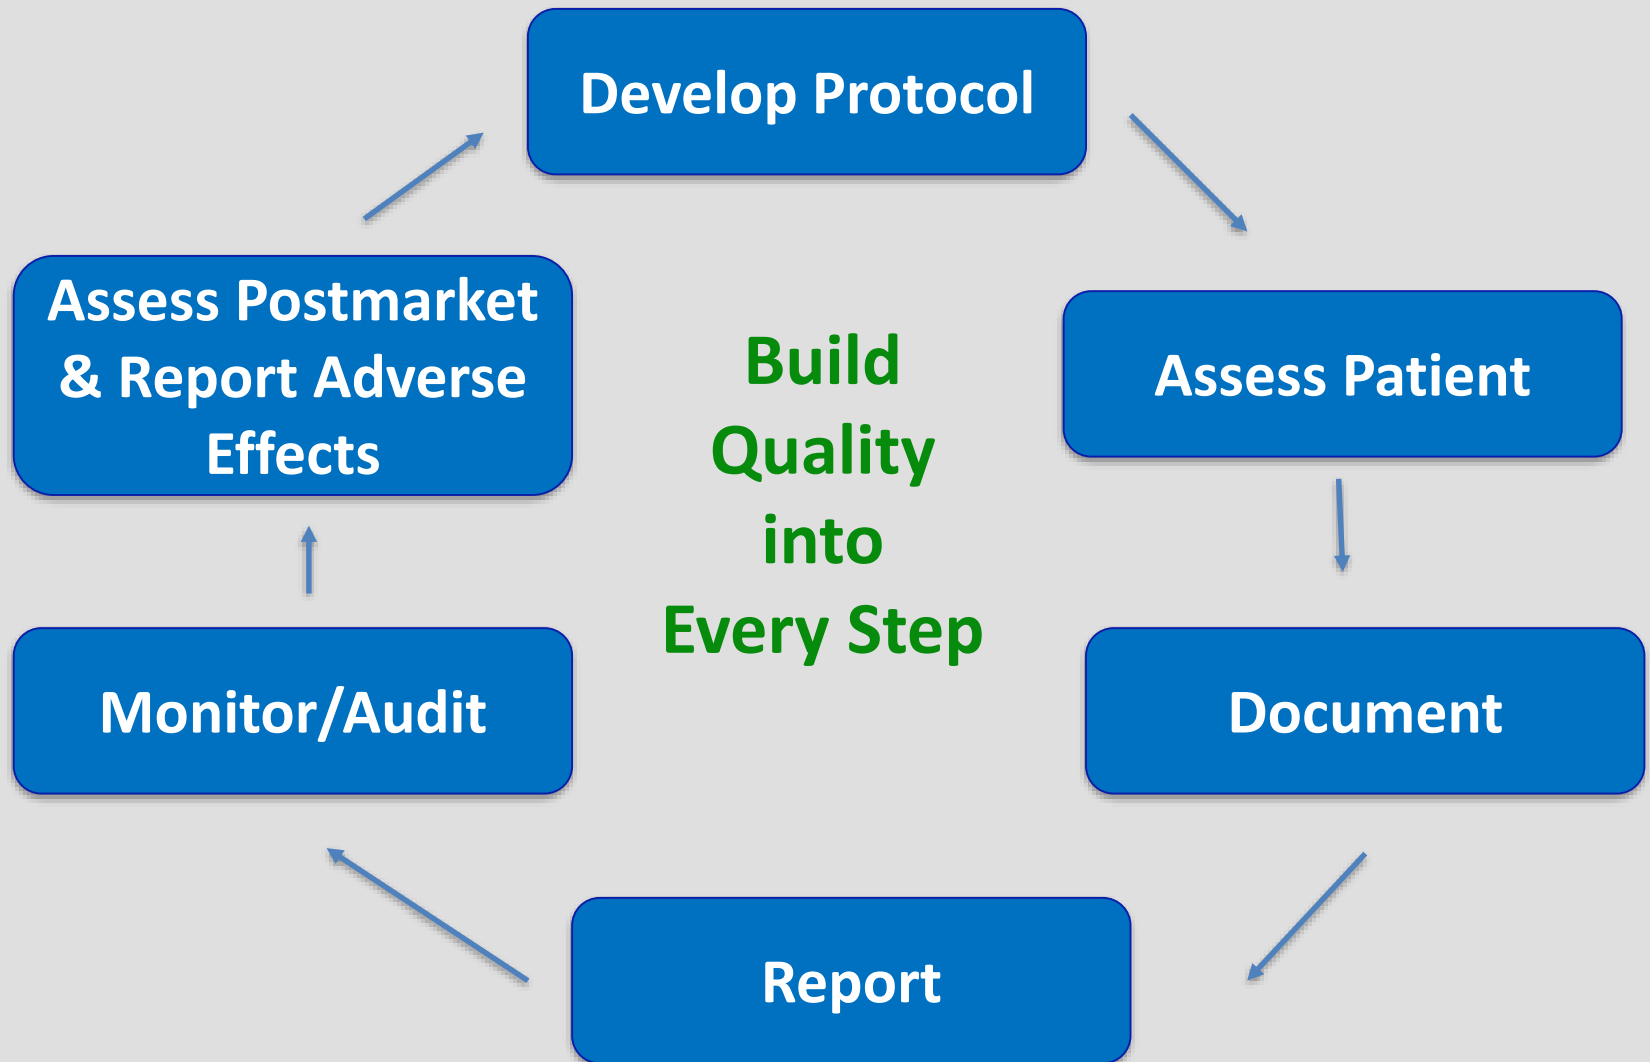 Develop Protocol
Assess Patient
Document
Report
Monitor/Audit
Assess Postmarket
& Report Adverse
Effects
Build
Quality
into
Every Step